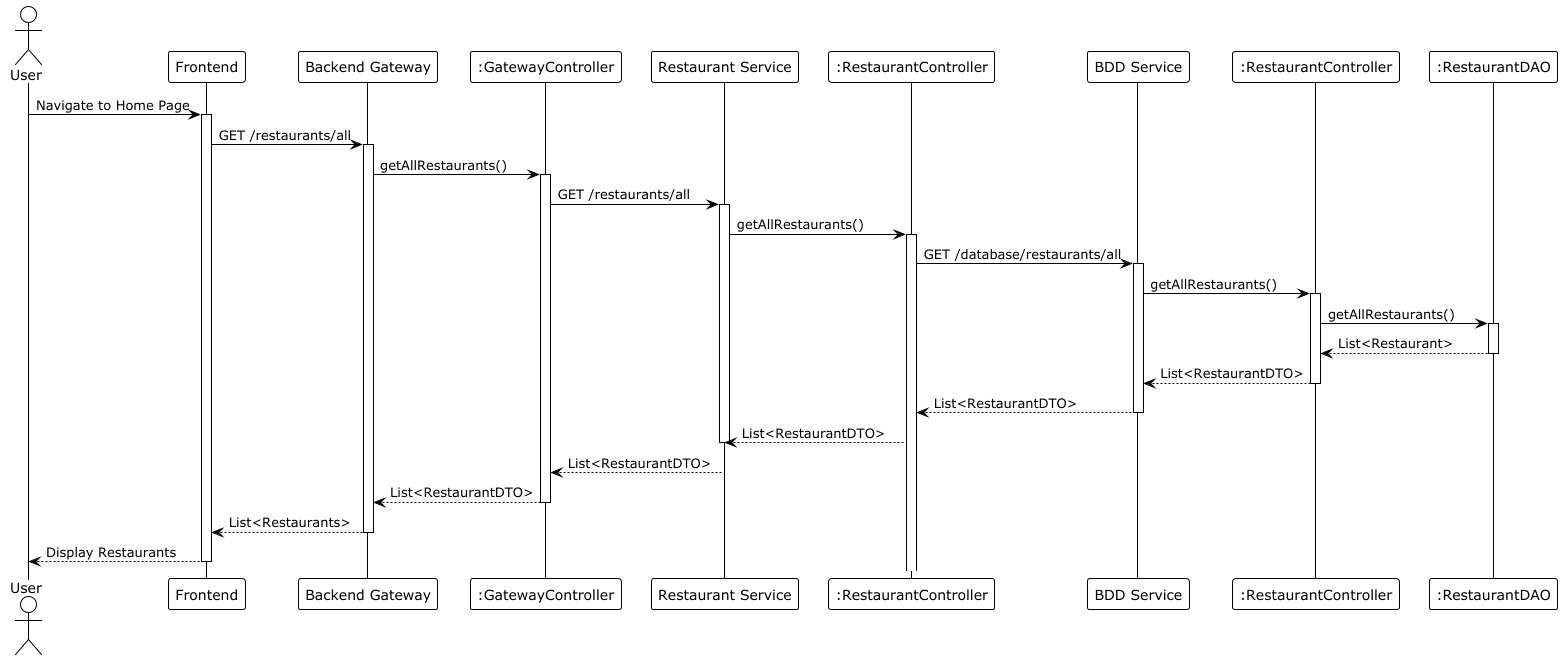 User
Frontend
Backend Gateway
:GatewayController
Restaurant Service
:RestaurantController
BDD Service
:RestaurantController
:RestaurantDAO
Navigate to Home Page
GET /restaurants/all
getAllRestaurants()
GET /restaurants/all
getAllRestaurants()
GET /database/restaurants/all
getAllRestaurants()
getAllRestaurants()
List<Restaurant>
List<RestaurantDTO>
List<RestaurantDTO>
List<RestaurantDTO>
List<RestaurantDTO>
List<RestaurantDTO>
List<Restaurants>
Display Restaurants
User
Frontend
Backend Gateway
:GatewayController
Restaurant Service
:RestaurantController
BDD Service
:RestaurantController
:RestaurantDAO